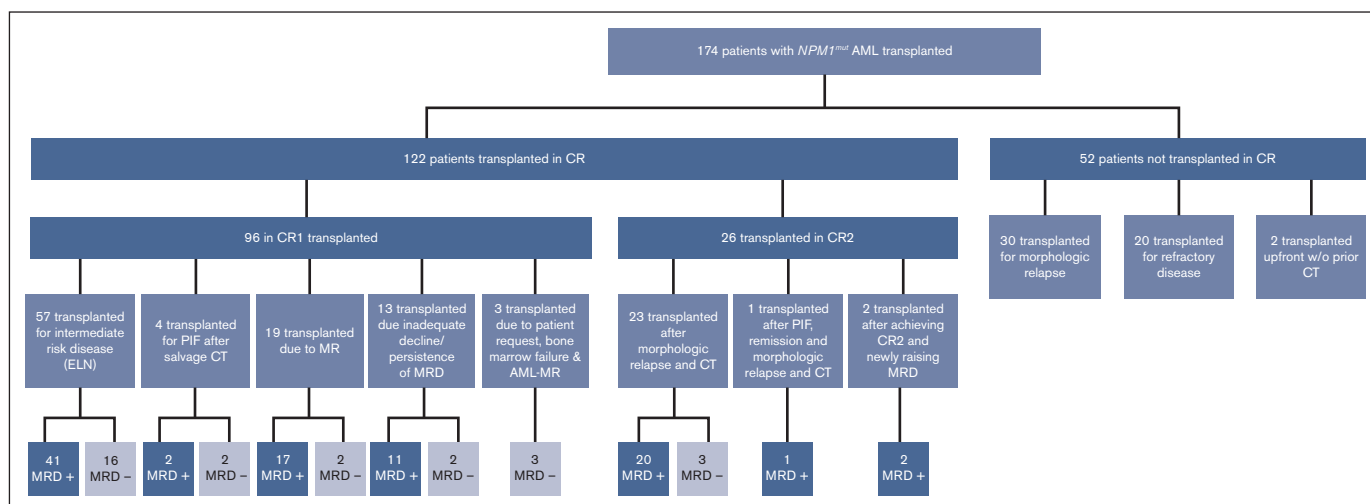 174 patients with NPM1mut AML transplanted
122 patients transplanted in CR
52 patients not transplanted in CR
96 in CR1 transplanted
26 transplanted in CR2
30 transplanted
for morphologic
relapse
20 transplanted
for refractory
disease
2 transplanted
upfront w/o prior
CT
57 transplanted
for intermediate
risk disease
(ELN)
4 transplanted
for PIF after
salvage CT
19 transplanted
due to MR
13 transplanted
due inadequate
decline/
persistence
of MRD
3 transplanted
due to patient
request, bone
marrow failure &
AML-MR
23 transplanted
after
morphologic
relapse and CT
1 transplanted
after PIF,
remission and
morphologic
relapse and CT
2 transplanted
after achieving
CR2 and
newly raising
MRD
41
MRD +
16
MRD –
2
MRD +
2
MRD –
17
MRD +
2
MRD –
11
MRD +
2
MRD –
3
MRD –
20
MRD +
3
MRD –
1
MRD +
2
MRD +